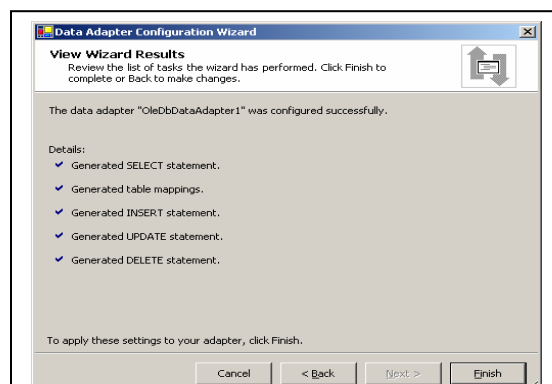 Data Adapter Configuration Wizard
View Wizard Results
Review the list of tasks the wizard has performed. Click Finish to
complete or Back to make changes.
The data adapter "OleDbDataAdapter1" was configured successfully.
Details:
Generated SELECT statement.
Generated table mappings.
Generated INSERT statement.
Generated UPDATE statement.
Generated DELETE statement.
To apply these settings to your adapter, click Finish.
Cancel < Back Next > Finish